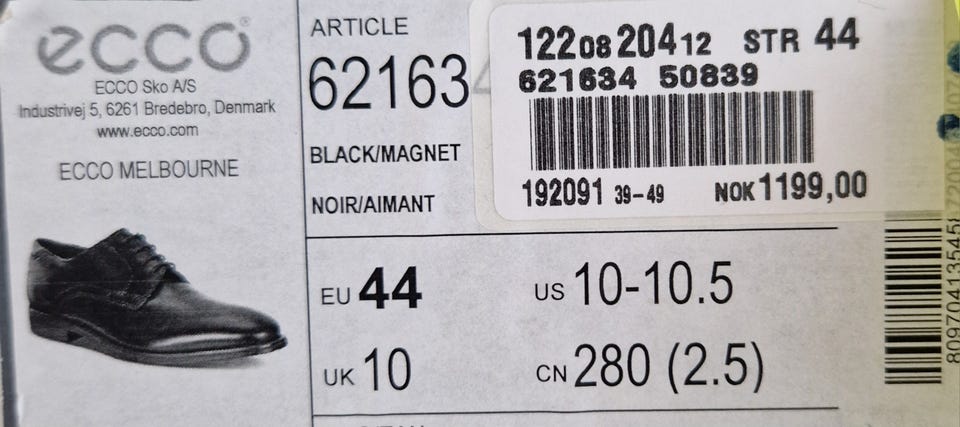 ecco
ECCO Sko A/S
Industrivej 5, 6261 Bredebro, Denmark
www.ecco.com
ECCO MELBOURNE
ARTICLE
62163
BLACK/MAGNET
NOIR/AIMANT
EU 44
US 10-10.5
UK 10
CN 280 (2.5)
12208 20412 STR 44
621634 50839
192091 39-49 NOK 1199,00